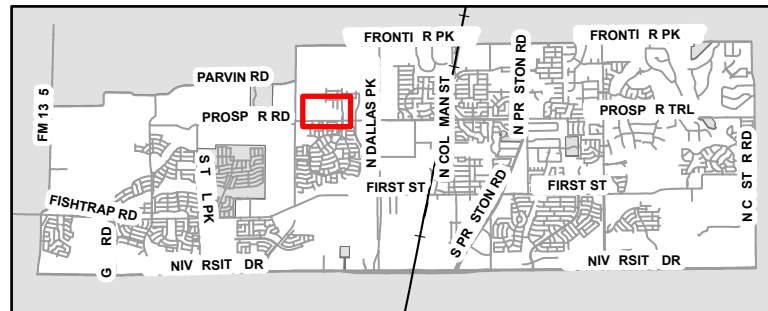 FRONTI R PK
FRONTI R PK
PARVIN RD
N DALLAS PK
N COL MAN ST
N PR STON RD
FM 13 5
PROSP R RD
PROSP R TRL
S T L PK
FIRST ST
FIRST ST
S PR STON RD
N C ST R RD
FISHTRAP RD
G RD
NIV RSIT DR
NIV RSIT DR